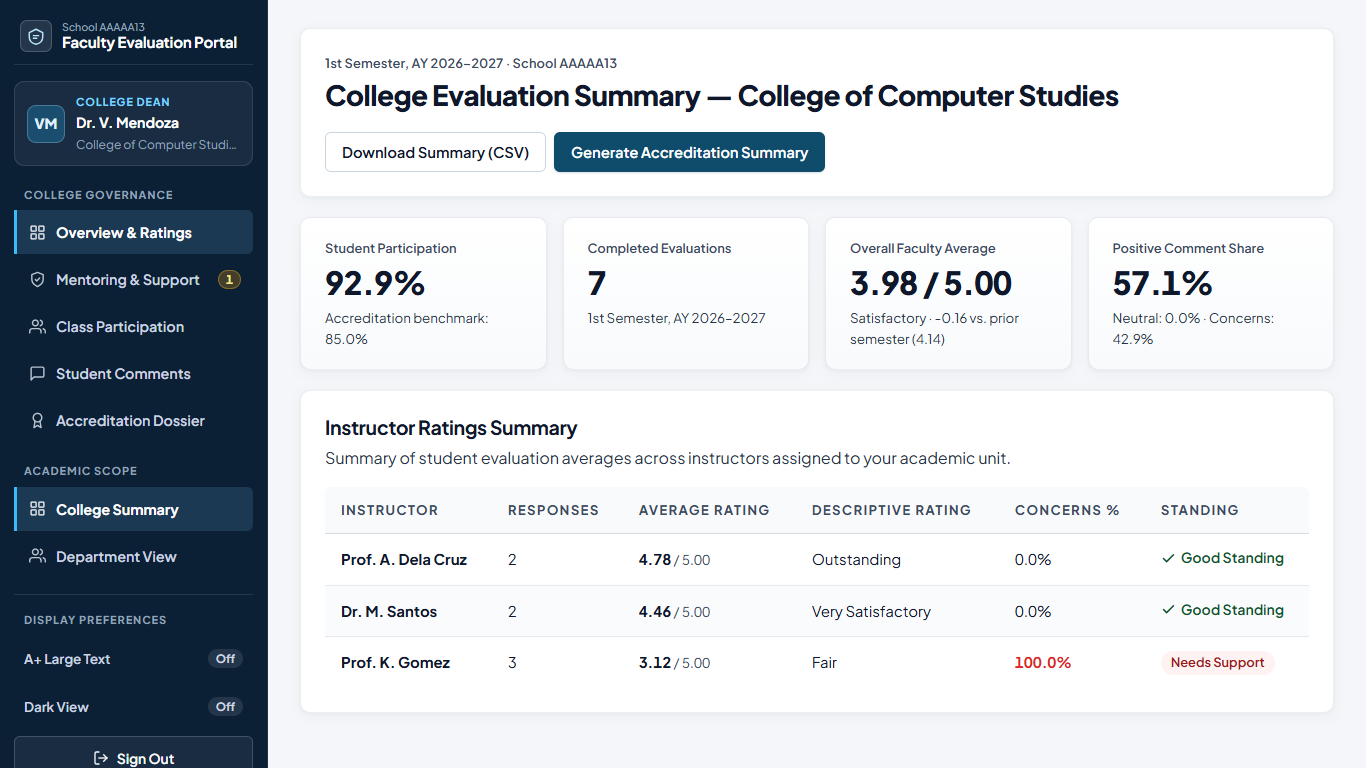 School AAAAA13
Faculty Evaluation Portal
VM
COLLEGE DEAN
Dr. V. Mendoza
College of Computer Studi...
COLLEGE GOVERNANCE
Overview & Ratings
Mentoring & Support 1
Class Participation
Student Comments
Accreditation Dossier
ACADEMIC SCOPE
College Summary
Department View
DISPLAY PREFERENCES
A+ Large Text Off
Dark View Off
Sign Out
1st Semester, AY 2026–2027 · School AAAAA13
College Evaluation Summary — College of Computer Studies
Download Summary (CSV) Generate Accreditation Summary
Student Participation
92.9%
Accreditation benchmark:
85.0%
Completed Evaluations
7
1st Semester, AY 2026–2027
Overall Faculty Average
3.98 / 5.00
Satisfactory · -0.16 vs. prior
semester (4.14)
Positive Comment Share
57.1%
Neutral: 0.0% · Concerns:
42.9%
Instructor Ratings Summary
Summary of student evaluation averages across instructors assigned to your academic unit.
INSTRUCTOR RESPONSES AVERAGE RATING DESCRIPTIVE RATING CONCERNS % STANDING
Prof. A. Dela Cruz 2 4.78 / 5.00 Outstanding 0.0% ✓ Good Standing
Dr. M. Santos 2 4.46 / 5.00 Very Satisfactory 0.0% ✓ Good Standing
Prof. K. Gomez 3 3.12 / 5.00 Fair 100.0% Needs Support